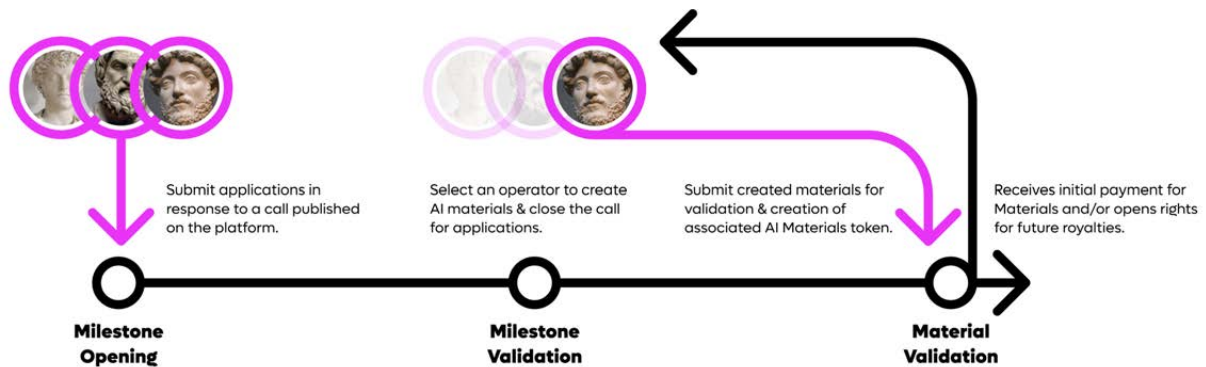 Submit applications in
response to a call published
on the platform.
Select an operator to create
AI materials & close the call
for applications.
Submit created materials for
validation & creation of
associated AI Materials token.
Receives initial payment for
Materials and/or opens rights
for future royalties.
Milestone
Opening
Milestone
Validation
Material
Validation